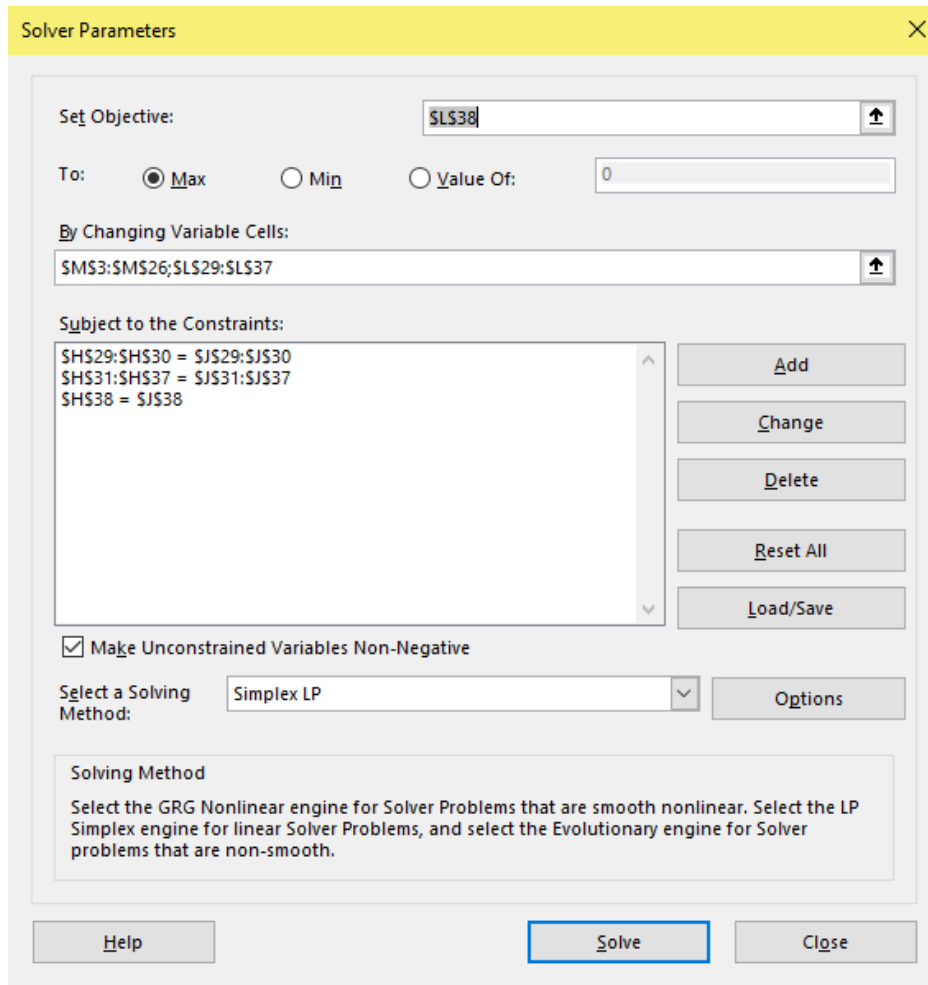 Solver Parameters
Set Objective: $L$38
To: Max Min Value Of: 0
By Changing Variable Cells:
$M$3:$M$26;$L$29:$L$37
Subject to the Constraints:
$H$29:$H$30 = $J$29:$J$30
$H$31:$H$37 = $J$31:$J$37
$H$38 = $J$38
Add
Change
Delete
Reset All
Load/Save
Make Unconstrained Variables Non-Negative
Select a Solving
Method:
Simplex LP
Options
Solving Method
Select the GRG Nonlinear engine for Solver Problems that are smooth nonlinear. Select the LP
Simplex engine for linear Solver Problems, and select the Evolutionary engine for Solver
problems that are non-smooth.
Help Solve Close